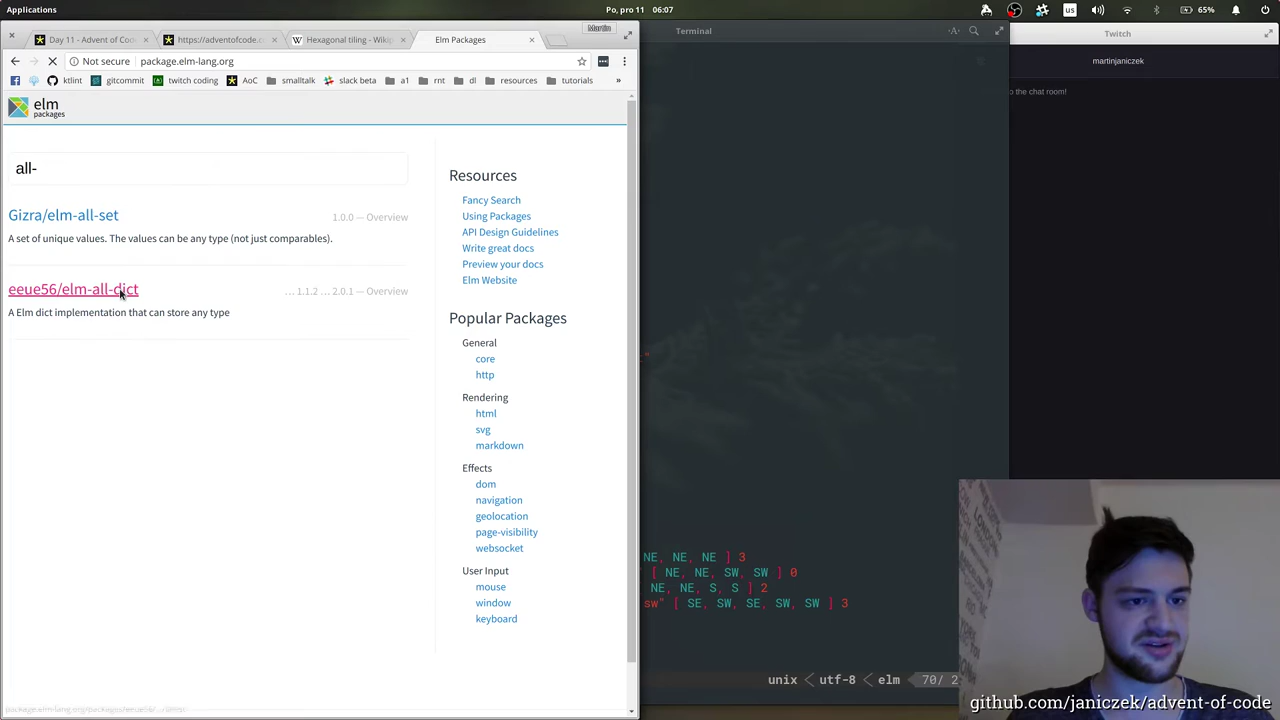 Applications
Po, pro 11 06:07
us
65%
Martin
Day 11 - Advent of Cod
https://adventofcode.c
Hexagonal tiling - Wikip
Elm Packages
Terminal
Twitch
Not secure
package.elm-lang.org
martinjaniczek
ktlint
gitcommit
twitch coding
AoC
smalltalk
slack beta
a1
rnt
dl
resources
tutorials
»
o the chat room!
elm
packages
all-
Resources
Fancy Search
Using Packages
API Design Guidelines
Write great docs
Preview your docs
Elm Website
Gizra/elm-all-set
1.0.0 — Overview
A set of unique values. The values can be any type (not just comparables).
eeue56/elm-all-dict
… 1.1.2 … 2.0.1 — Overview
A Elm dict implementation that can store any type
Popular Packages
General
core
http
Rendering
html
svg
markdown
Effects
dom
navigation
geolocation
page-visibility
websocket
User Input
mouse
window
keyboard
NE, NE, NE ] 3
[ NE, NE, SW, SW ] 0
NE, NE, S, S ] 2
sw" [ SE, SW, SE, SW, SW ] 3
unix < utf-8 < elm 70/ 2
github.com/janiczek/advent-of-code